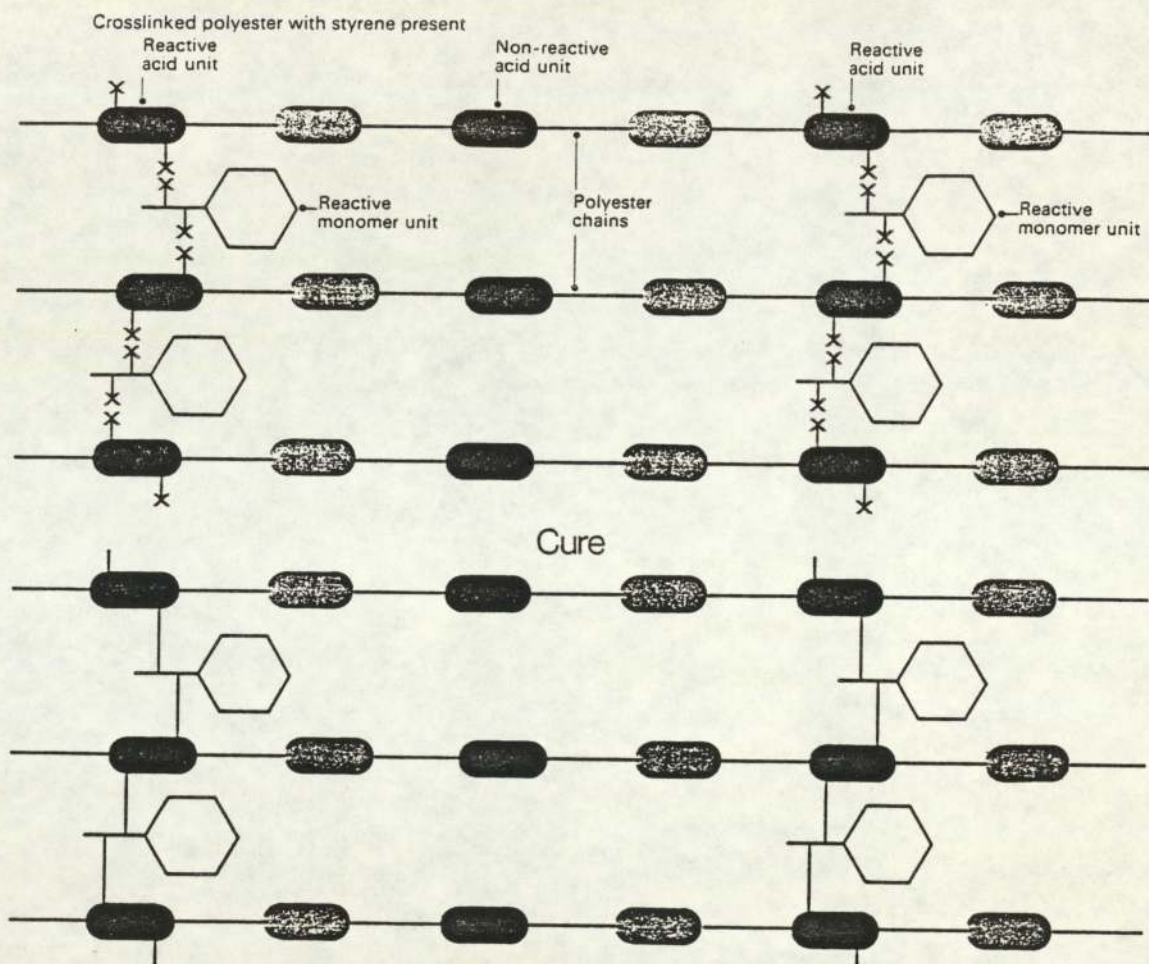 Crosslinked polyester with styrene present
Reactive
acid unit
Non-reactive
acid unit
Reactive
acid unit
Reactive
monomer unit
Polyester
chains
Reactive
monomer unit
Cure